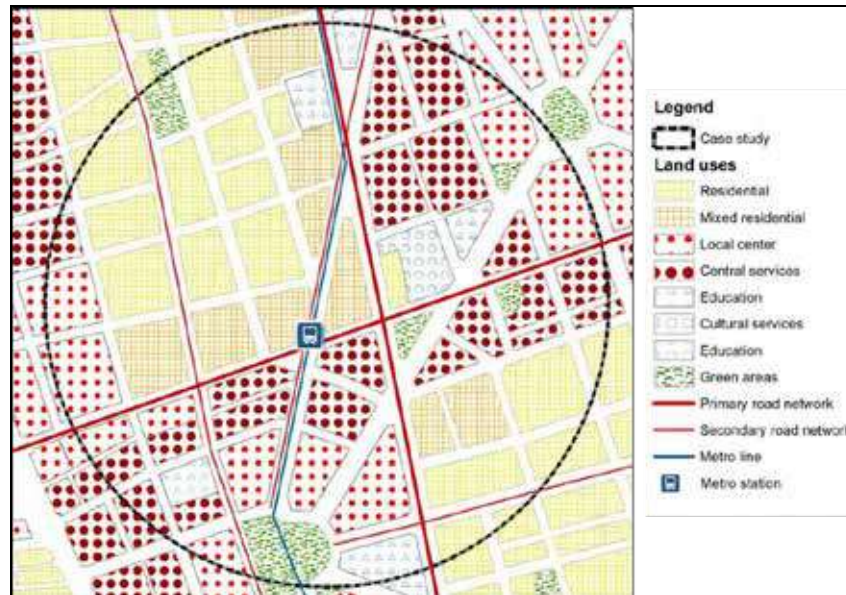 Legend
Case study
Land uses
Residential
Mixed residential
Local center
Central services
Education
Cultural services
Education
Green areas
Primary road network
Secondary road network
Metro line
Metro station